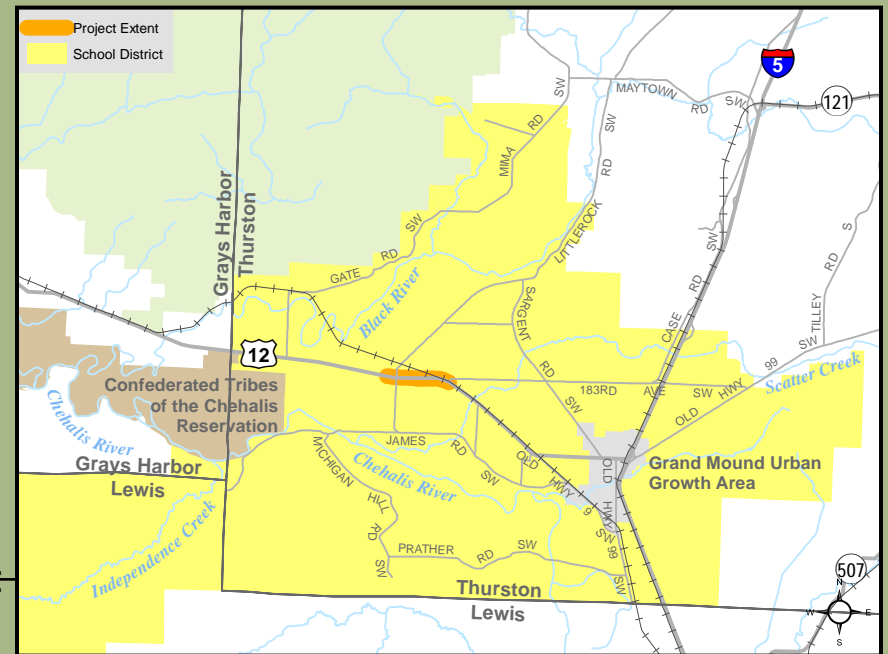 Project Extent
School District
5
MAYTOWN RD SW
121
SW
RD
MIMA
SW
RD
LITTLEROCK
Grays Harbor
Thurston
GATE RD SW
Black River
SARGENT
RD
SW
CASE RD SW
TILLEY RD S
12
183RD AVE SW
OLD HWY 99 SW
Scatter Creek
Confederated Tribes
of the Chehalis
Reservation
Chehalis River
JAMES RD SW
MICHIGAN HILL RD SW
Chehalis River
OLD HWY 9
OLD HWY 99 SW
Grand Mound Urban
Growth Area
Grays Harbor
Lewis
Independence Creek
PRATHER RD SW
Thurston
Lewis
507
N
W E
S